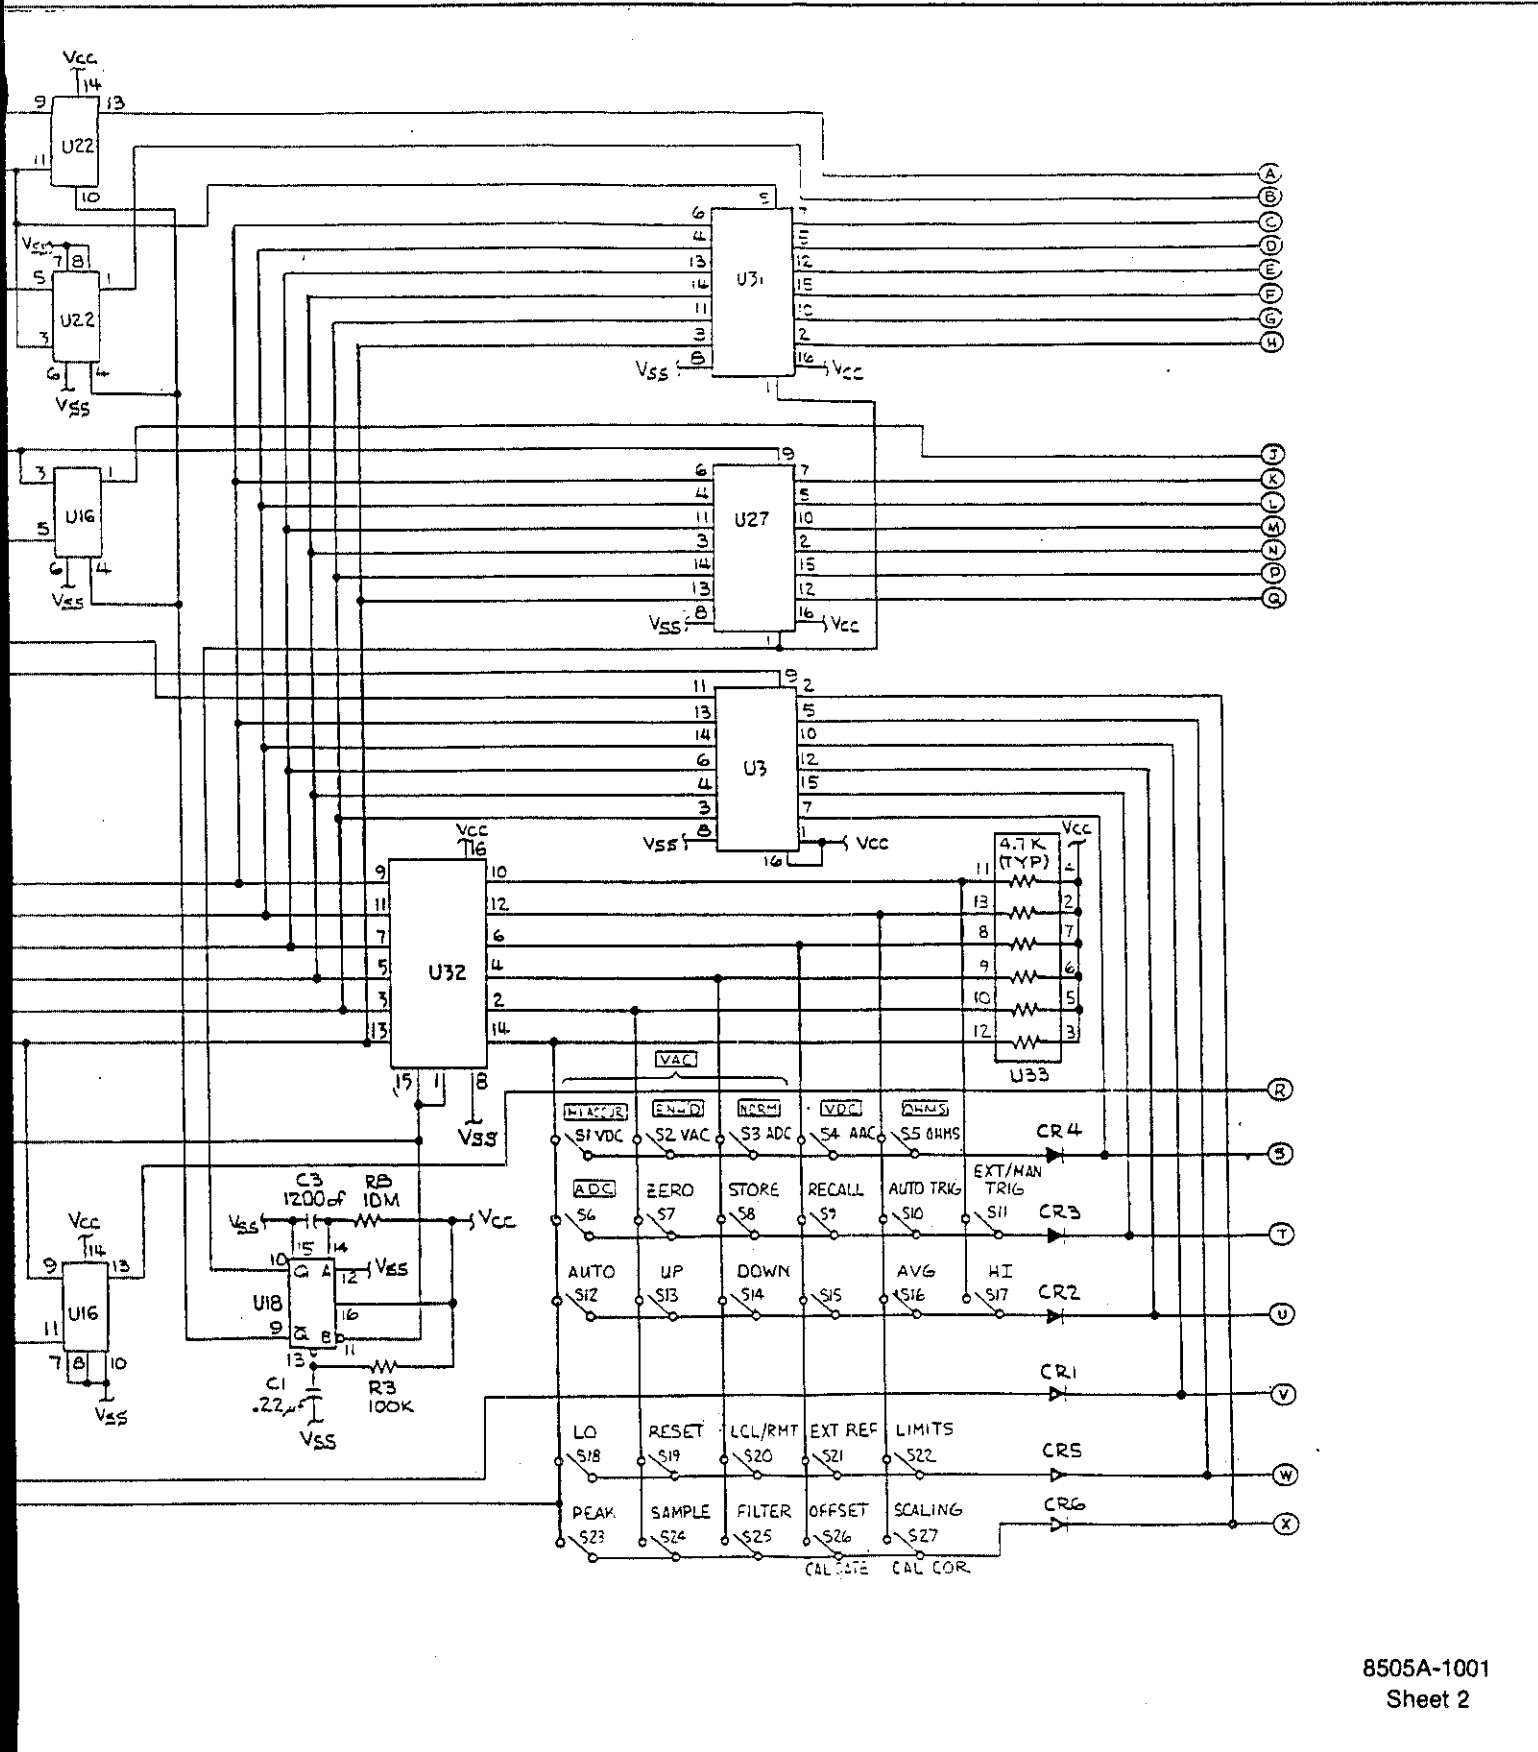 Vcc
14
9 13
U22
11
10
A
B
Vss
7 8
5 1
U22
3
6 4
Vss
9
6 C
4 5 D
13 12 E
U31
14 15 F
11 10 G
3 2 H
Vss 8 16 Vcc
1
J
9
3 1
6 7 K
4 5 L
U16
U27
11 10 M
5
3 2 N
6 4
14 15 P
Vss
13 12 Q
Vss 8 16 Vcc
1
9
11 2
13 5
14 10
6 12
U3
4 15
3 7
Vss 8 1 Vcc
16
Vcc
16
Vcc
4.7K
(TYP)
9 10 11
11 12 13 2
7 6 8 7
5 4 9 6
U32
3 2 10 5
13 14 12 3
U33
15 1 8
Vss
VAC
R
HI ACCUR ENH'D NORM VDC OHMS
S1 VDC S2 VAC S3 ADC S4 AAC S5 OHMS CR4
S
C3
1200pf
10M
ADC ZERO STORE RECALL AUTO TRIG EXT/MAN
TRIG
Vss Vcc
S6 S7 S8 S9 S10 S11 CR3
T
Vcc
14
9 13
U16
11
7 8 10
Vss
15 14
10 Q A 12 Vss
U18
16
9 Q B 11
13
C1
.22µf
R3
100K
Vss
AUTO UP DOWN AVG HI
S12 S13 S14 S15 S16 S17 CR2
U
CR1
V
LO RESET LCL/RMT EXT REF LIMITS
S18 S19 S20 S21 S22 CR5
W
PEAK SAMPLE FILTER OFFSET SCALING CR6
S23 S24 S25 S26 S27
X
CAL COR
8505A-1001
Sheet 2